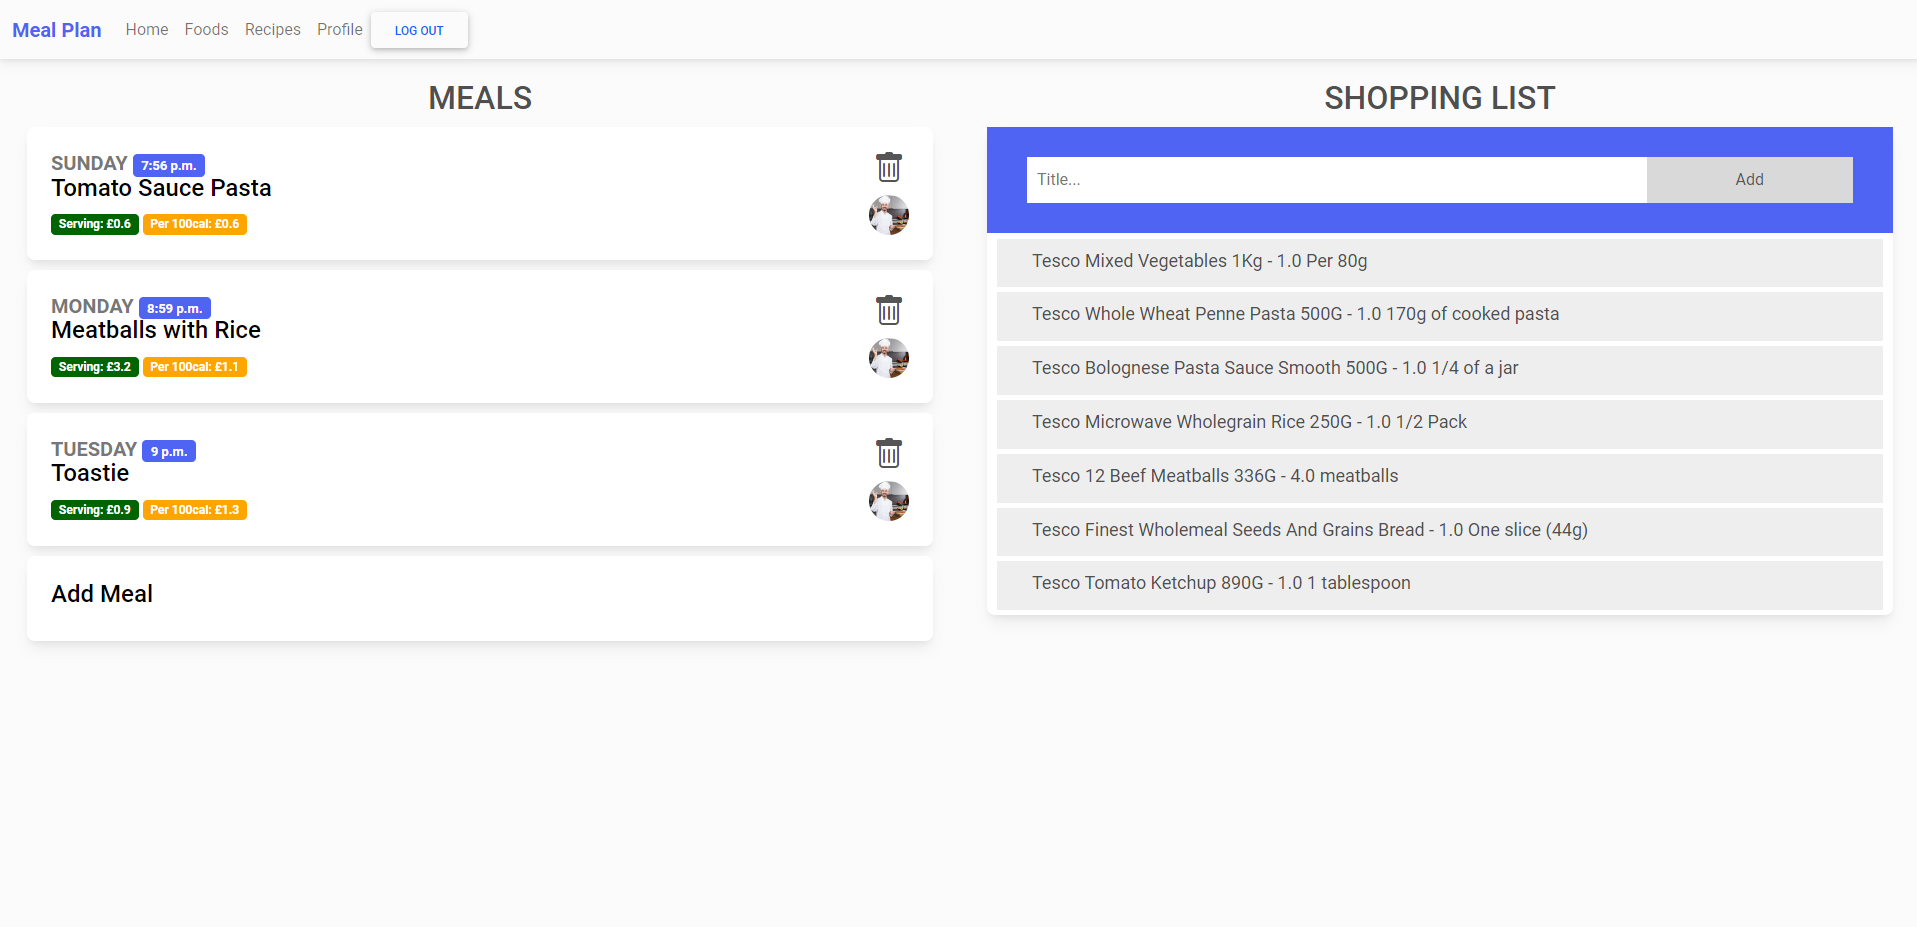 Meal Plan Home Foods Recipes Profile LOG OUT
MEALS
SUNDAY 7:56 p.m.
Tomato Sauce Pasta
Serving: £0.6 Per 100cal: £0.6
MONDAY 8:59 p.m.
Meatballs with Rice
Serving: £3.2 Per 100cal: £1.1
TUESDAY 9 p.m.
Toastie
Serving: £0.9 Per 100cal: £1.3
Add Meal
SHOPPING LIST
Title... Add
Tesco Mixed Vegetables 1Kg - 1.0 Per 80g
Tesco Whole Wheat Penne Pasta 500G - 1.0 170g of cooked pasta
Tesco Bolognese Pasta Sauce Smooth 500G - 1.0 1/4 of a jar
Tesco Microwave Wholegrain Rice 250G - 1.0 1/2 Pack
Tesco 12 Beef Meatballs 336G - 4.0 meatballs
Tesco Finest Wholemeal Seeds And Grains Bread - 1.0 One slice (44g)
Tesco Tomato Ketchup 890G - 1.0 1 tablespoon